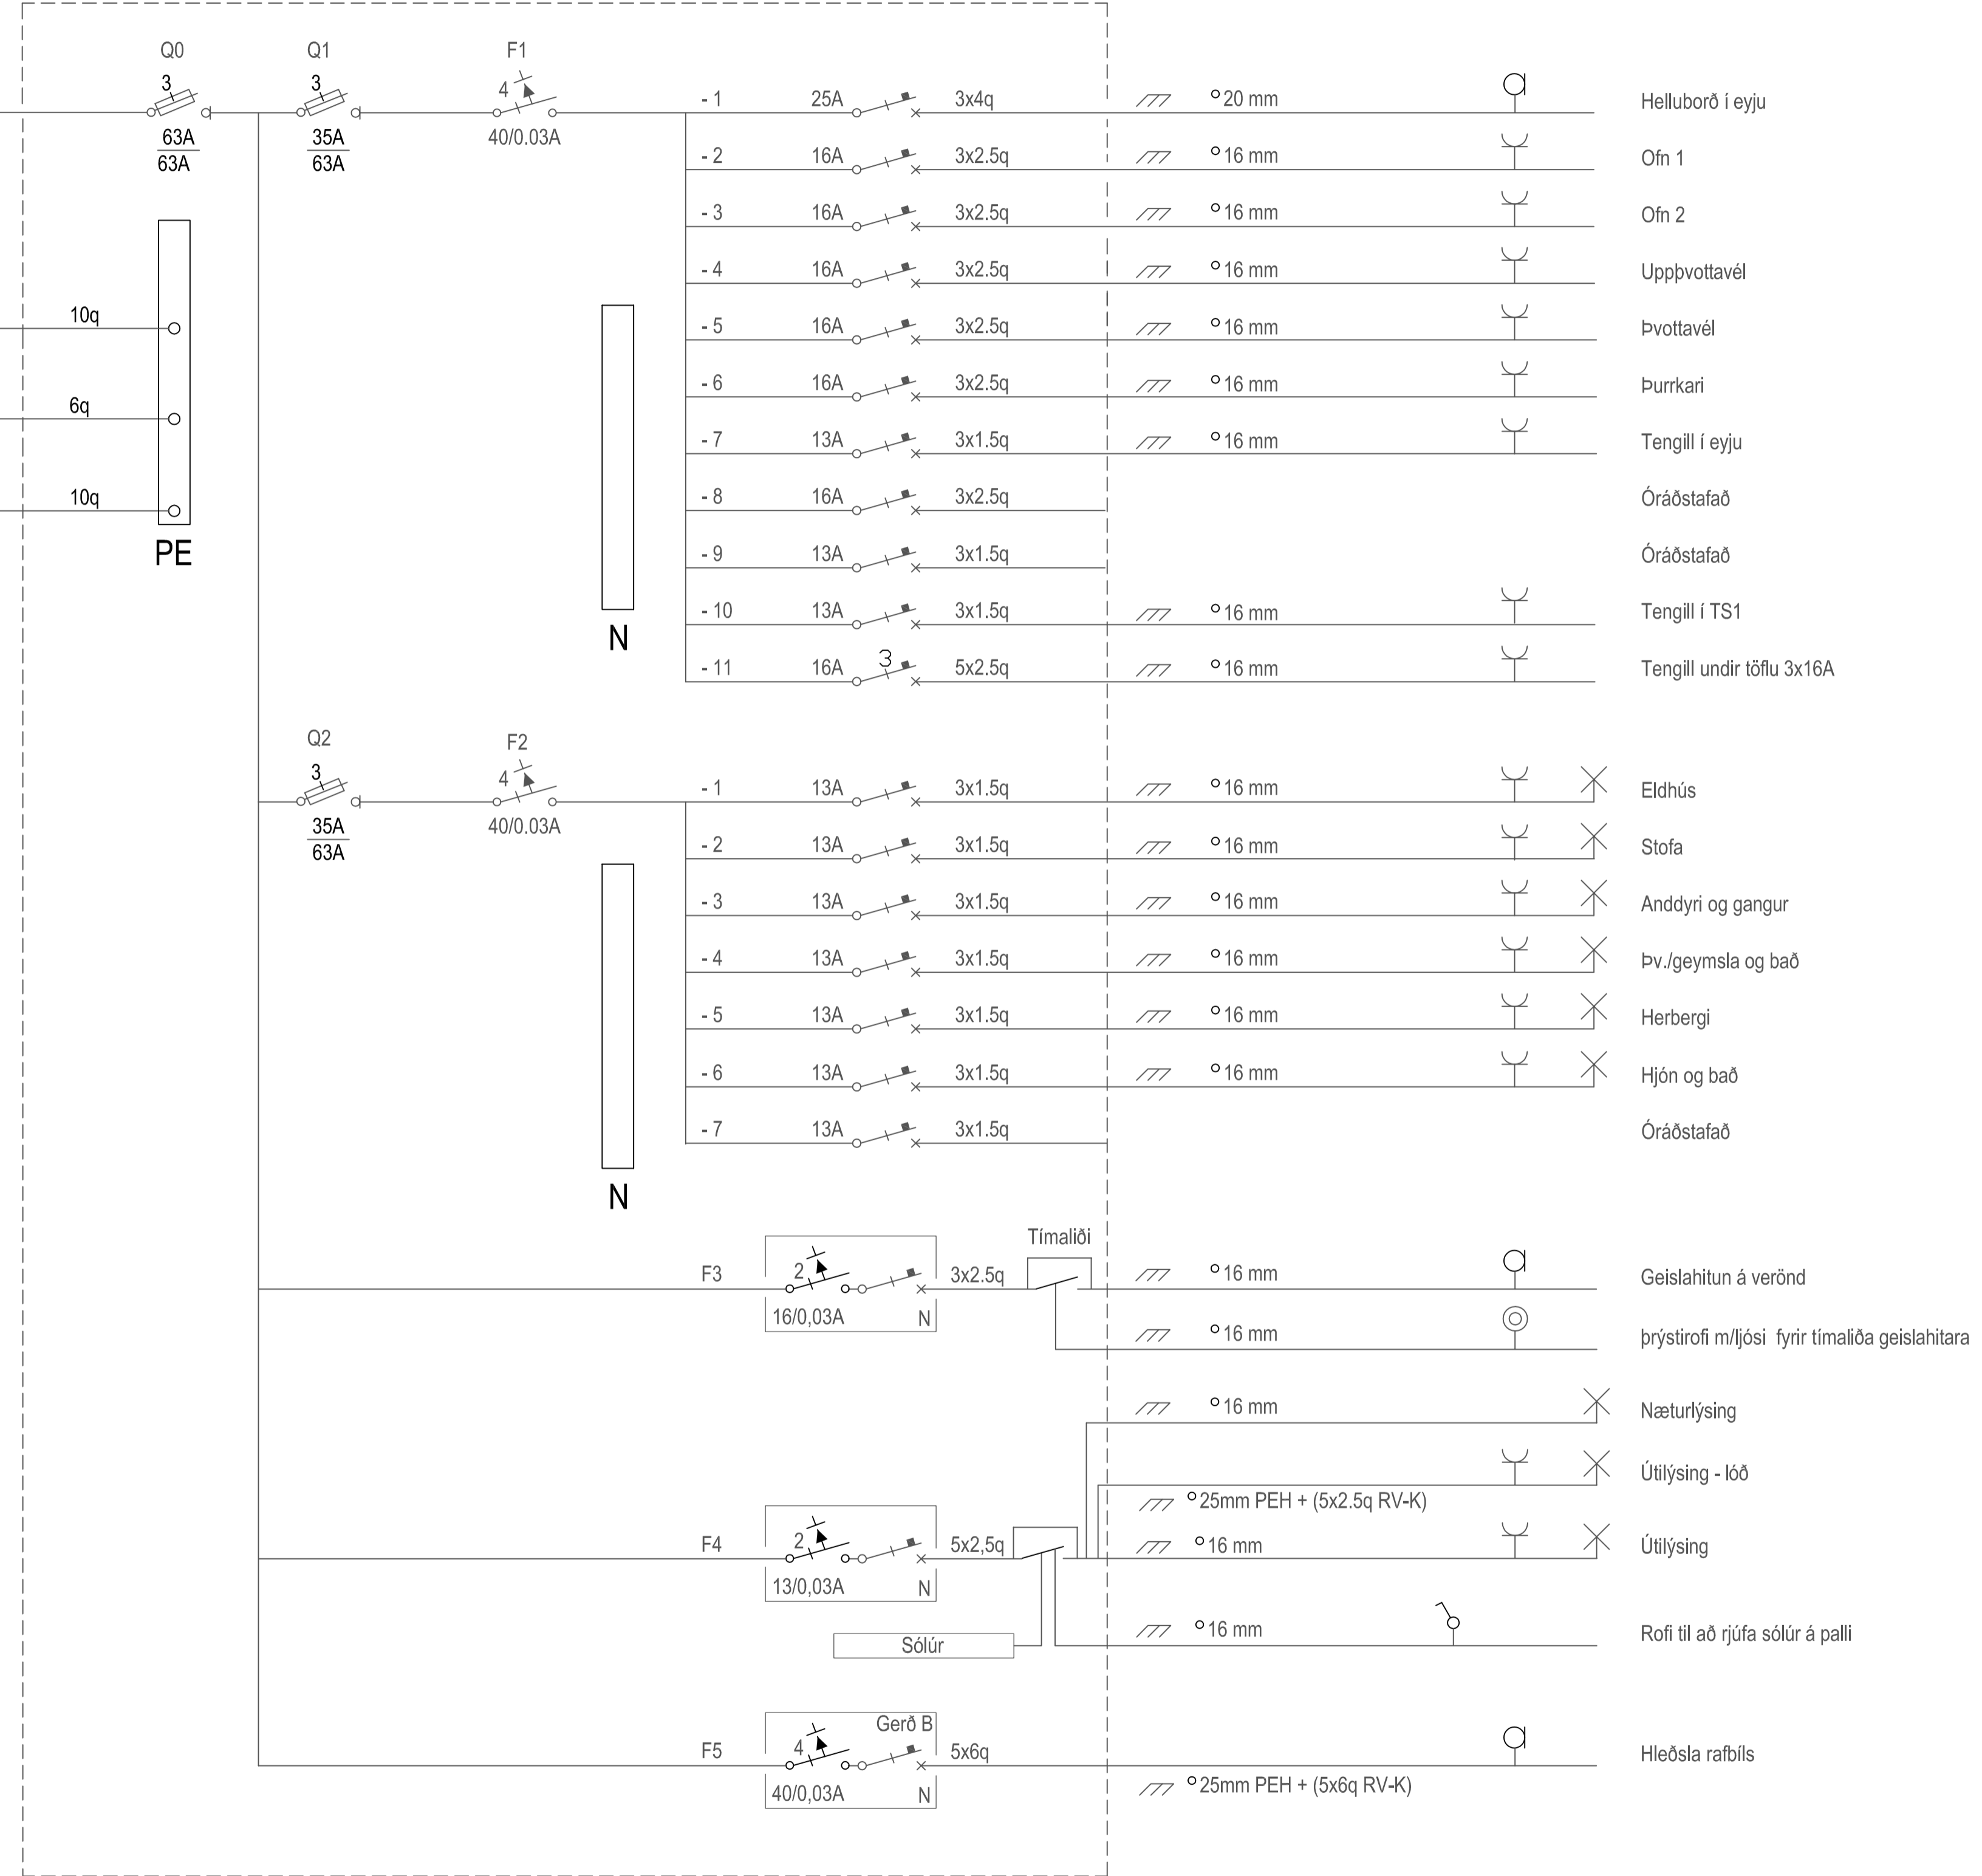 Q0 Q1 F1
3 3 4
63A 35A 40/0.03A
63A 63A
- 1 25A 3x4q 20 mm Helluborð í eyju
- 2 16A 3x2.5q 16 mm Ofn 1
- 3 16A 3x2.5q 16 mm Ofn 2
- 4 16A 3x2.5q 16 mm Uppþvottavél
10q
- 5 16A 3x2.5q 16 mm Þvottavél
- 6 16A 3x2.5q 16 mm Þurrkari
6q
- 7 13A 3x1.5q 16 mm Tengill í eyju
- 8 16A 3x2.5q Óráðstafað
10q
PE
- 9 13A 3x1.5q Óráðstafað
- 10 13A 3x1.5q 16 mm Tengill í TS1
N
- 11 16A 3 5x2.5q 16 mm Tengill undir töflu 3x16A
Q2 F2
3 4
35A 40/0.03A
63A
- 1 13A 3x1.5q 16 mm Eldhús
- 2 13A 3x1.5q 16 mm Stofa
- 3 13A 3x1.5q 16 mm Anddyri og gangur
- 4 13A 3x1.5q 16 mm Þv./geymsla og bað
- 5 13A 3x1.5q 16 mm Herbergi
- 6 13A 3x1.5q 16 mm Hjón og bað
- 7 13A 3x1.5q Óráðstafað
N
Tímaliði
F3 2 3x2.5q 16 mm Geislahitun á verönd
16/0,03A N
16 mm þrýstirofi m/ljósi fyrir tímaliða geislahitara
16 mm Næturlýsing
Útilýsing - lóð
25mm PEH + (5x2.5q RV-K)
F4 2 5x2,5q 16 mm Útilýsing
13/0,03A N
Sólúr 16 mm Rofi til að rjúfa sólúr á palli
Gerð B
F5 4 5x6q Hleðsla rafbíls
40/0,03A N 25mm PEH + (5x6q RV-K)